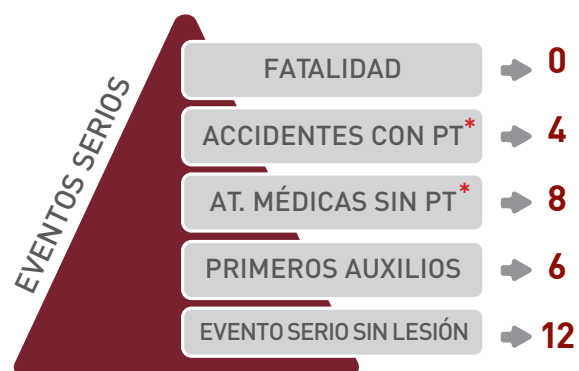 EVENTOS SERIOS
FATALIDAD 0
ACCIDENTES CON PT* 4
AT. MÉDICAS SIN PT* 8
PRIMEROS AUXILIOS 6
EVENTO SERIO SIN LESIÓN 12